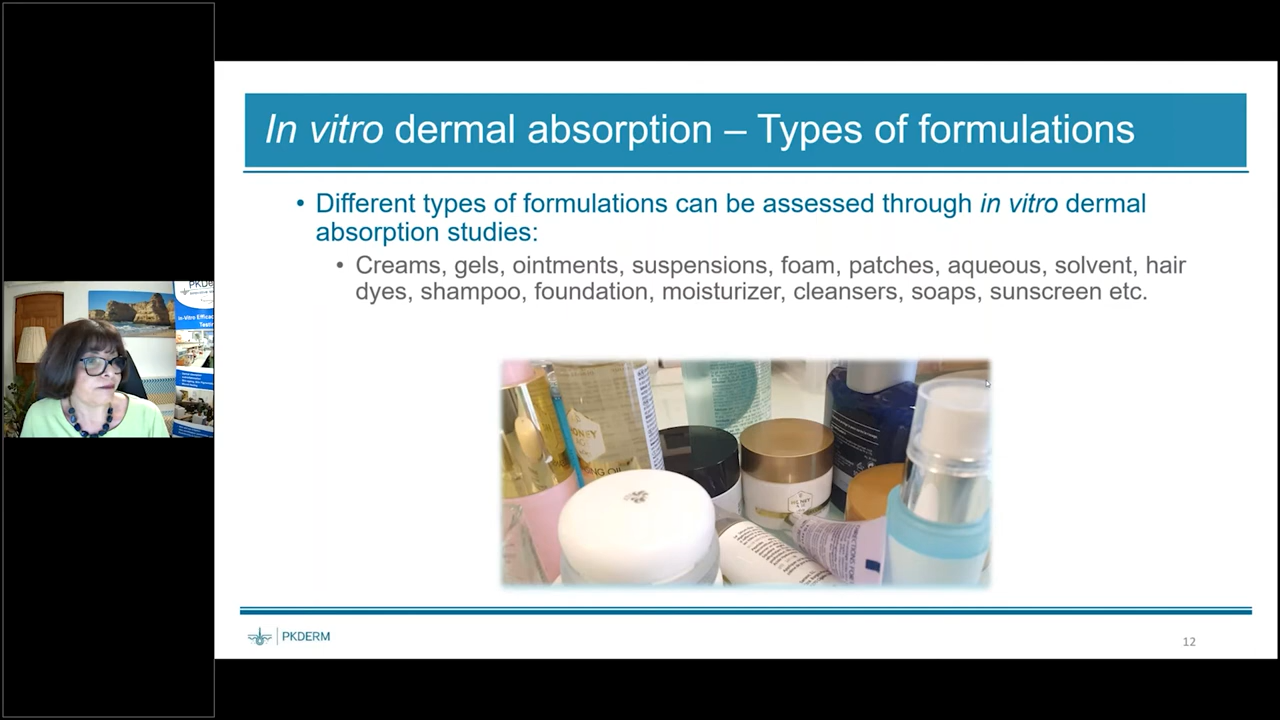 In vitro dermal absorption – Types of formulations
• Different types of formulations can be assessed through in vitro dermal
absorption studies:
• Creams, gels, ointments, suspensions, foam, patches, aqueous, solvent, hair
dyes, shampoo, foundation, moisturizer, cleansers, soaps, sunscreen etc.
PKDERM
12